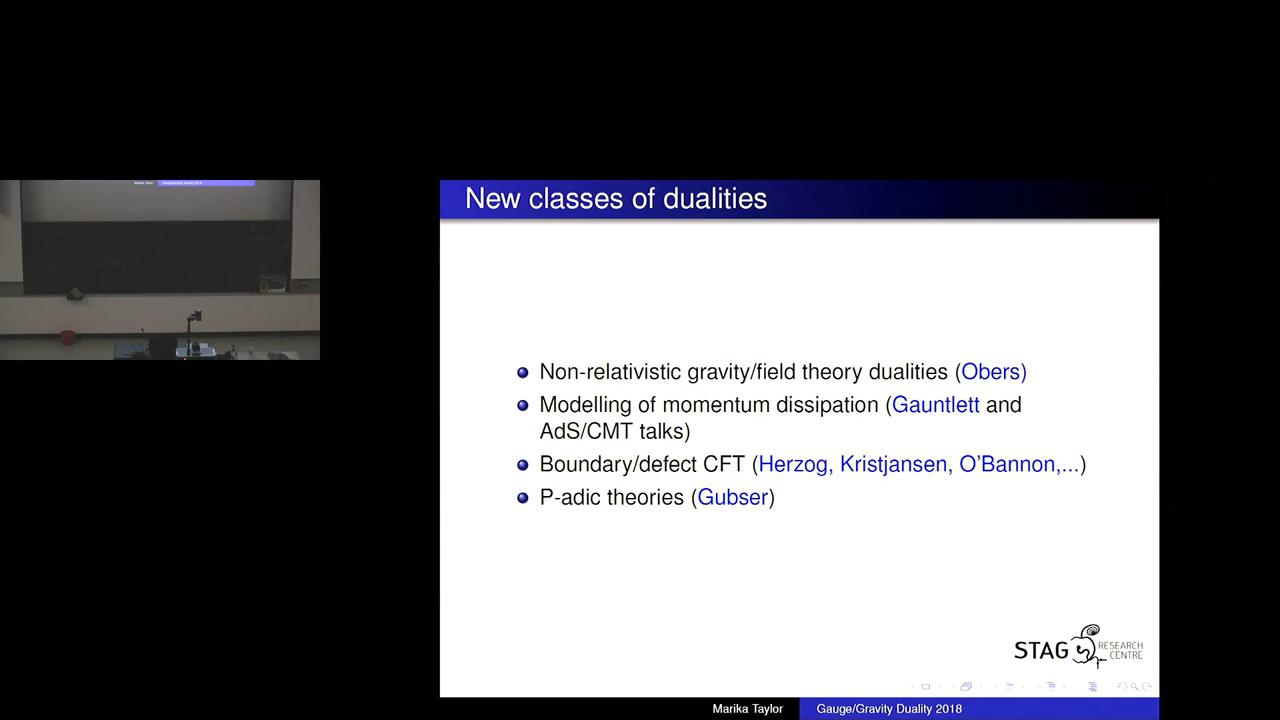 New classes of dualities
Non-relativistic gravity/field theory dualities (Obers)
Modelling of momentum dissipation (Gauntlett and
AdS/CMT talks)
Boundary/defect CFT (Herzog, Kristjansen, O'Bannon,...)
P-adic theories (Gubser)
STAG RESEARCH
CENTRE
Marika Taylor
Gauge/Gravity Duality 2018